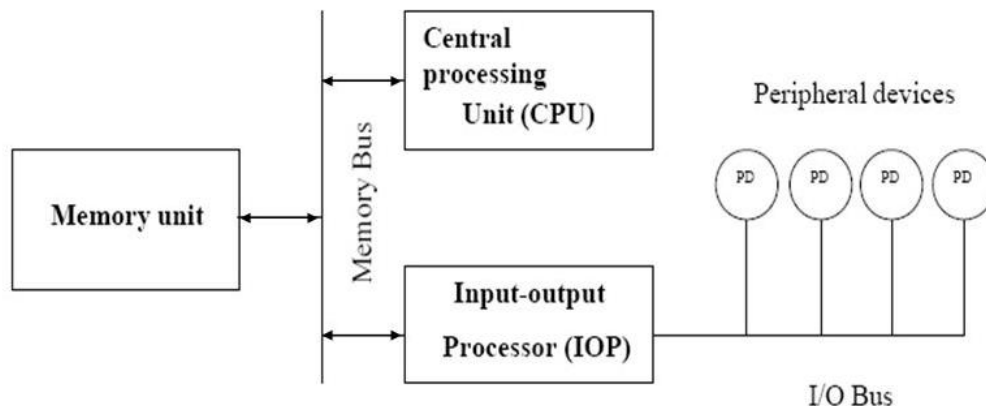 Central
processing
Unit (CPU)
Peripheral devices
PD PD PD PD
Memory unit
Memory Bus
Input-output
Processor (IOP)
I/O Bus